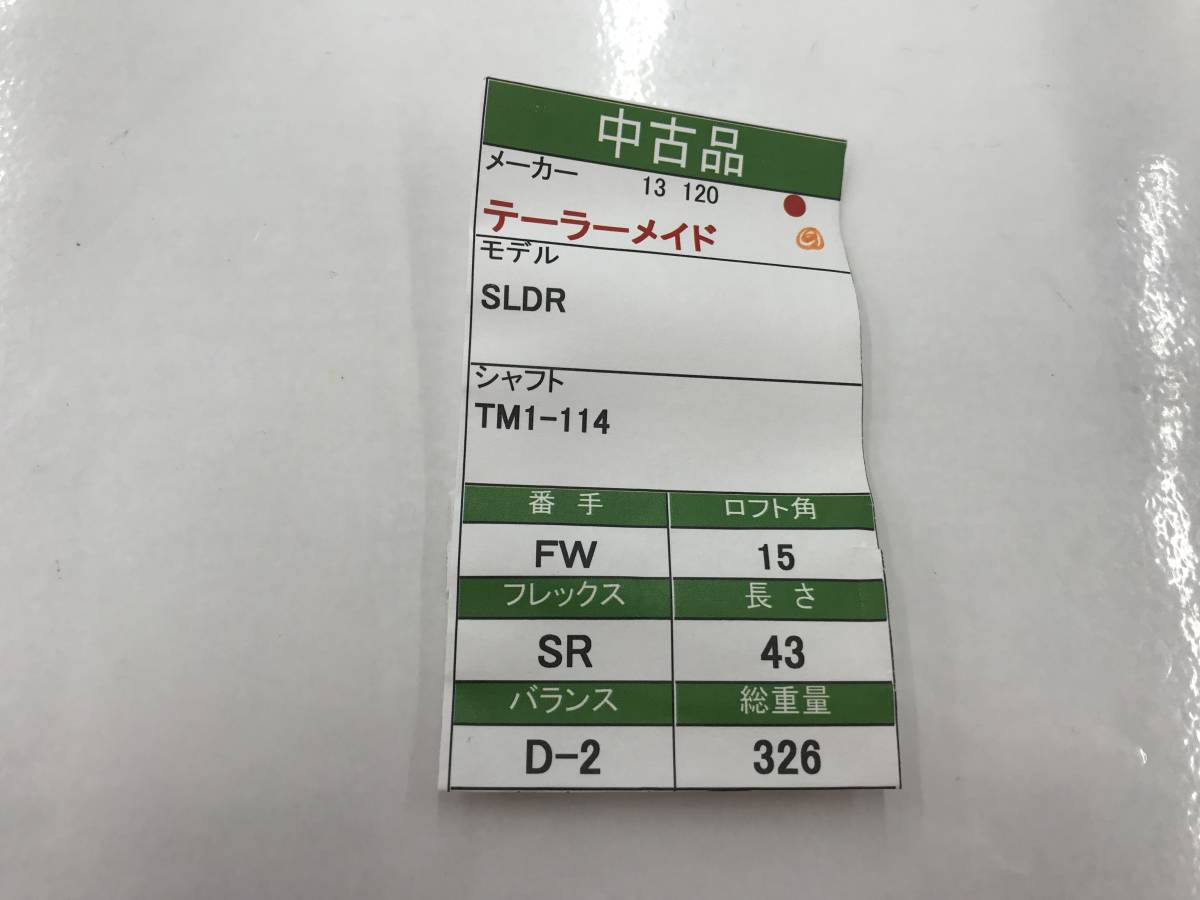 中古品
メーカー 13 120
テーラーメイド
モデル
SLDR
シャフト
TM1-114
番手 ロフト角
FW 15
フレックス 長さ
SR 43
バランス 総重量
D-2 326